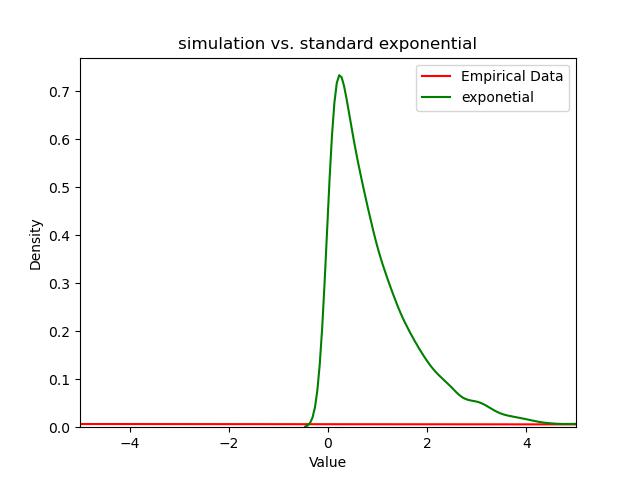 simulation vs. standard exponential
Empirical Data
exponetial
0.7
0.6
0.5
0.4
0.3
0.2
0.1
0.0
Density
−4
−2
0
2
4
Value